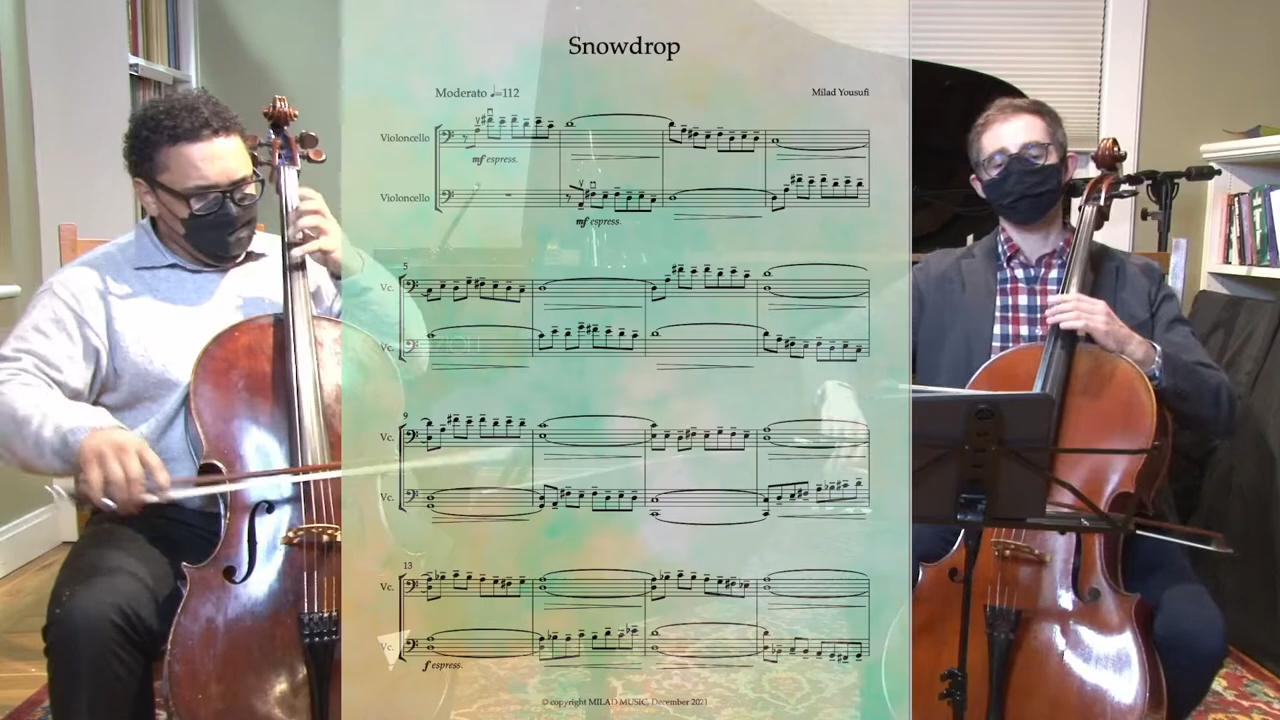 Snowdrop
Moderato ♩=112
Milad Yousufi
Violoncello
mf espress.
Violoncello
mf espress.
5
Vc.
Vc.
9
Vc.
Vc.
13
Vc.
Vc.
f espress.
© copyright MILAD MUSIC, December 2021